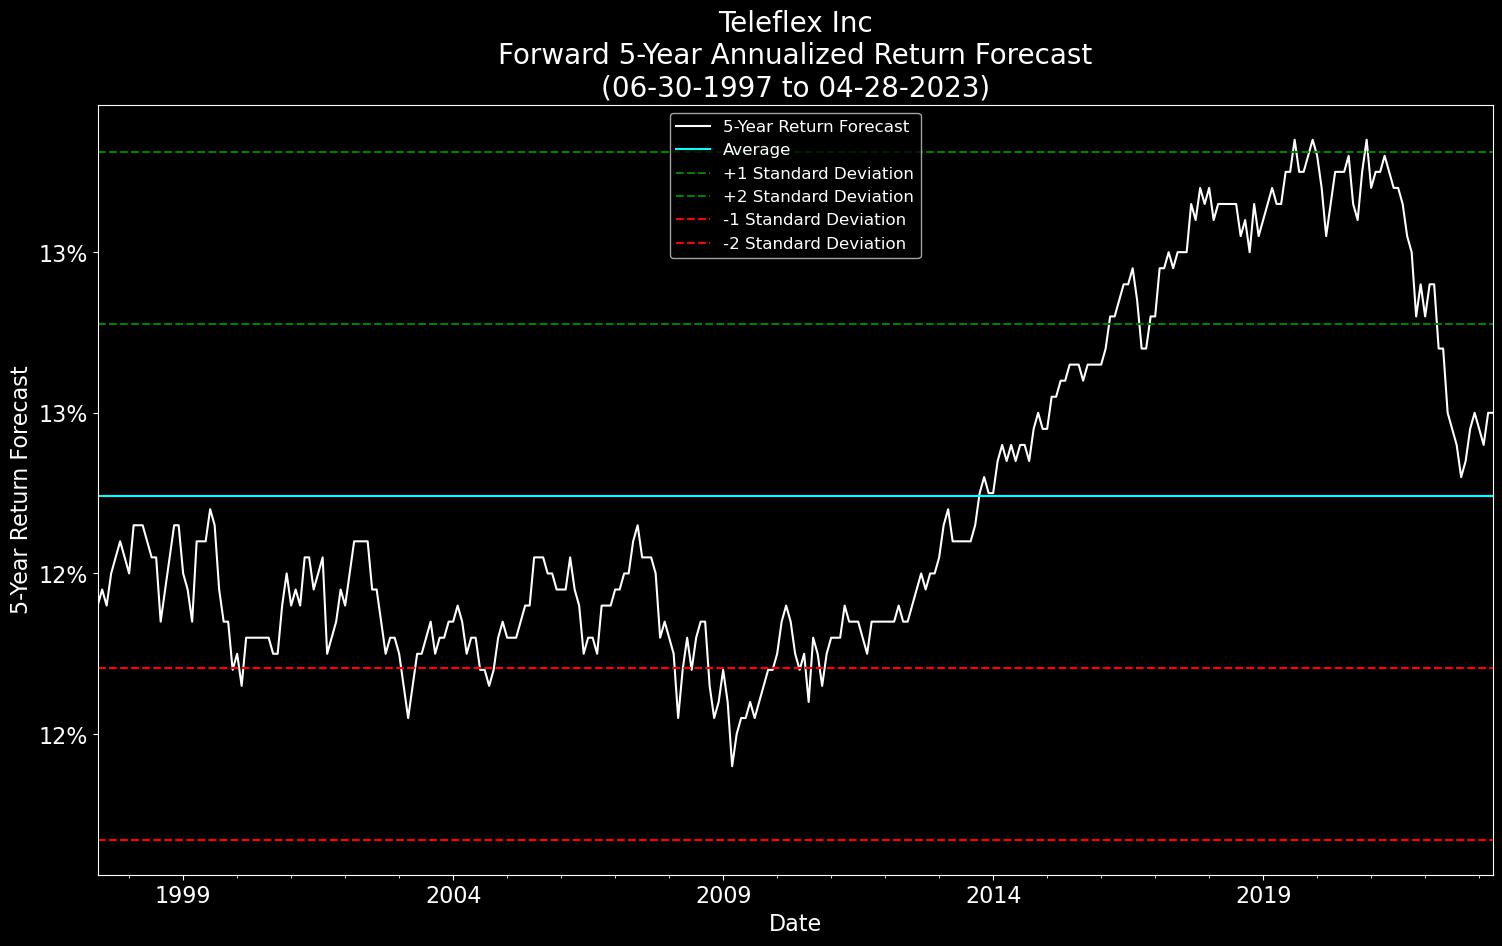 Teleflex Inc
Forward 5-Year Annualized Return Forecast
(06-30-1997 to 04-28-2023)
5-Year Return Forecast
Average
+1 Standard Deviation
+2 Standard Deviation
-1 Standard Deviation
-2 Standard Deviation
13%
13%
12%
12%
5-Year Return Forecast
1999
2004
2009
2014
2019
Date